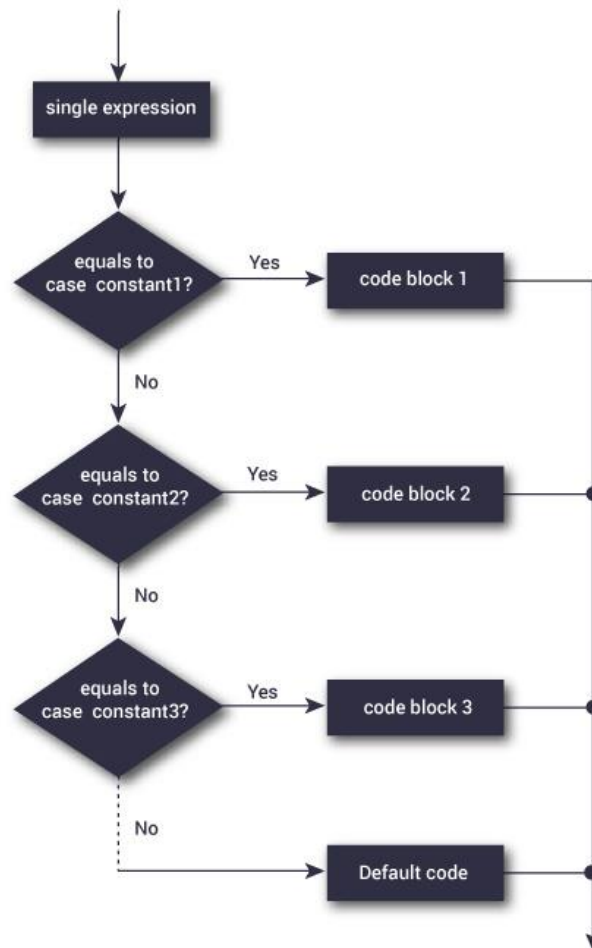 single expression
equals to
case constant1?
Yes
code block 1
No
equals to
case constant2?
Yes
code block 2
No
equals to
case constant3?
Yes
code block 3
No
Default code